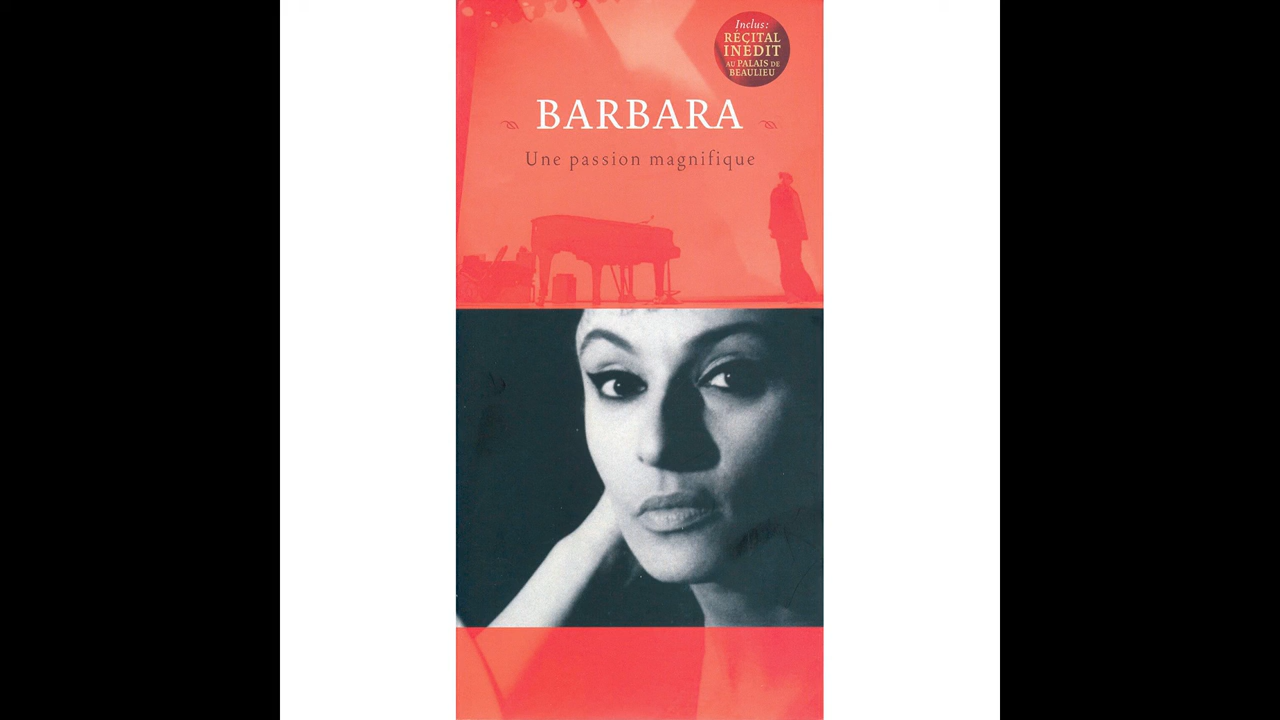 Inclus:
RÉCITAL
INÉDIT
AU PALAIS DE
BEAULIEU
BARBARA
Une passion magnifique